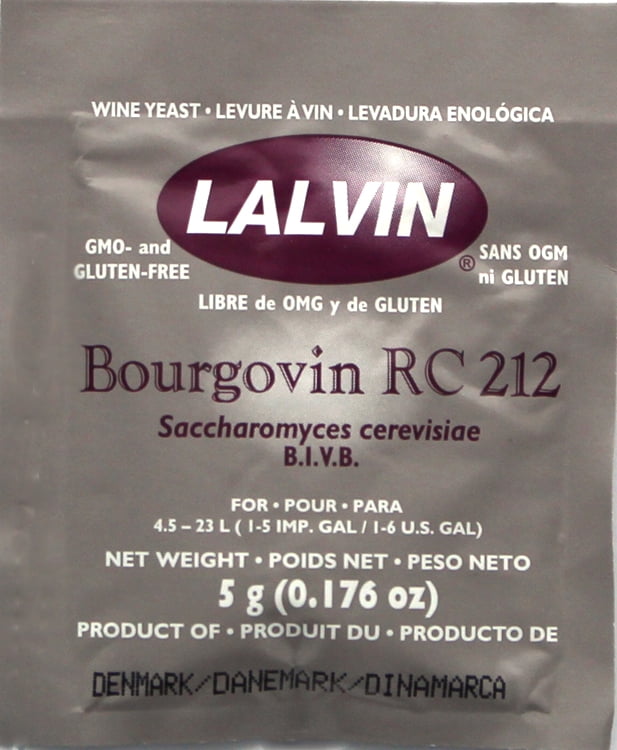 WINE YEAST • LEVURE À VIN • LEVADURA ENOLÓGICA
LALVIN ®
GMO- and
GLUTEN-FREE
SANS OGM
ni GLUTEN
LIBRE de OMG y de GLUTEN
Bourgovin RC 212
Saccharomyces cerevisiae
B.I.V.B.
FOR • POUR • PARA
4.5 – 23 L ( 1-5 IMP. GAL / 1-6 U.S. GAL)
NET WEIGHT • POIDS NET • PESO NETO
5 g (0.176 oz)
PRODUCT OF • PRODUIT DU • PRODUCTO DE
DENMARK/DANEMARK/DINAMARCA